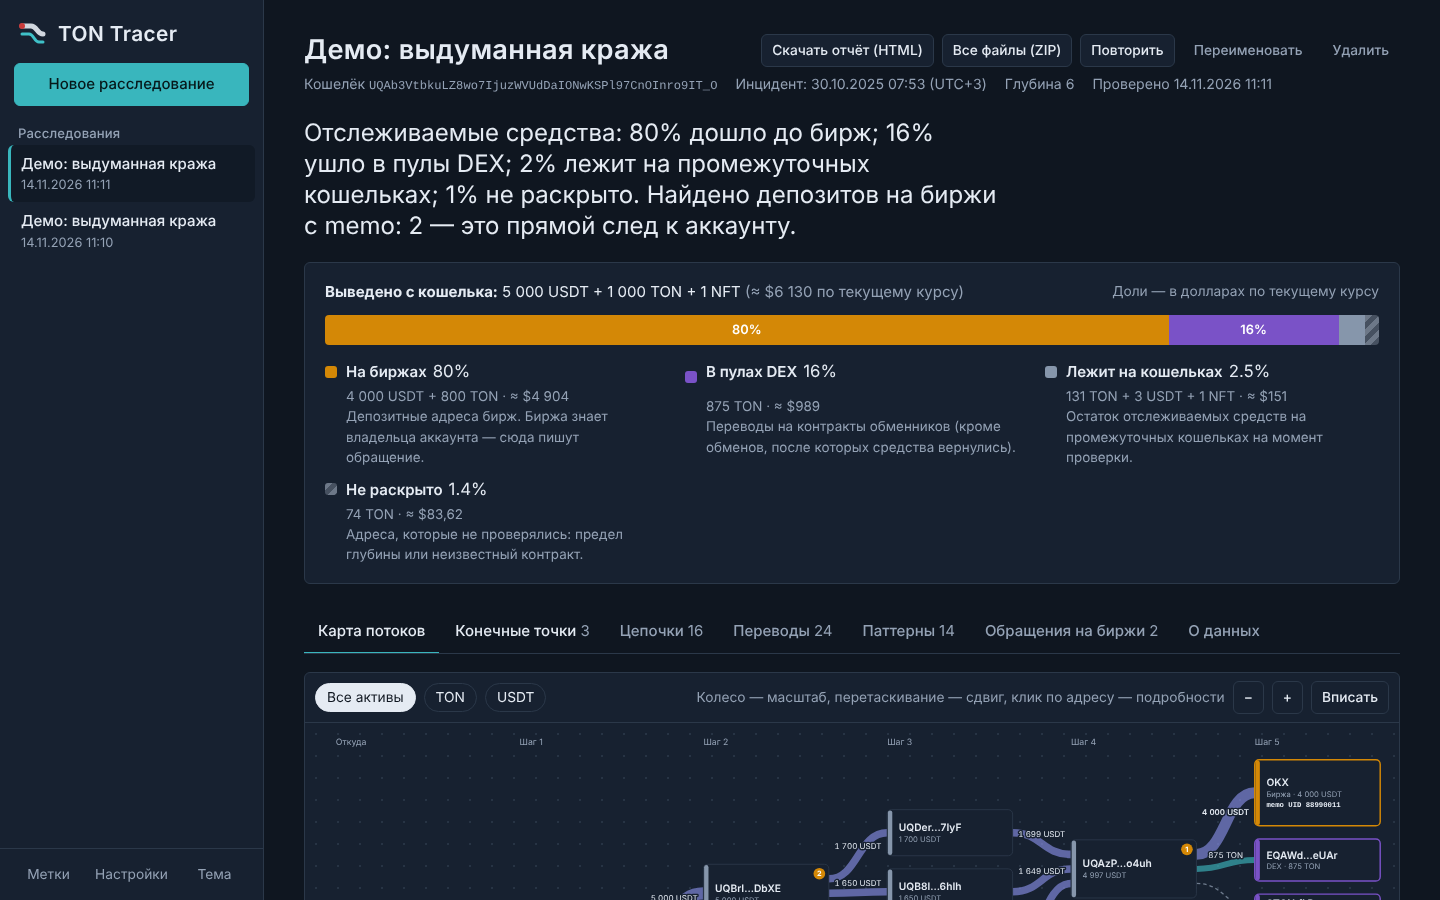 TON Tracer
Новое расследование
Расследования
Демо: выдуманная кража
14.11.2026 11:11
Демо: выдуманная кража
14.11.2026 11:10
Метки
Настройки
Тема
Демо: выдуманная кража
Скачать отчёт (HTML)
Все файлы (ZIP)
Повторить
Переименовать
Удалить
Кошелёк UQAb3VtbkuLZ8wo7IjuzWVUdDaIONwKSPl97CnOInro9IT_O Инцидент: 30.10.2025 07:53 (UTC+3) Глубина 6 Проверено 14.11.2026 11:11
Отслеживаемые средства: 80% дошло до бирж; 16%
ушло в пулы DEX; 2% лежит на промежуточных
кошельках; 1% не раскрыто. Найдено депозитов на биржи
с memo: 2 — это прямой след к аккаунту.
Выведено с кошелька: 5 000 USDT + 1 000 TON + 1 NFT (≈ $6 130 по текущему курсу)
Доли — в долларах по текущему курсу
80%
16%
На биржах 80%
4 000 USDT + 800 TON · ≈ $4 904
Депозитные адреса бирж. Биржа знает
владельца аккаунта — сюда пишут
обращение.
В пулах DEX 16%
875 TON · ≈ $989
Переводы на контракты обменников (кроме
обменов, после которых средства вернулись).
Лежит на кошельках 2.5%
131 TON + 3 USDT + 1 NFT · ≈ $151
Остаток отслеживаемых средств на
промежуточных кошельках на момент
проверки.
Не раскрыто 1.4%
74 TON · ≈ $83,62
Адреса, которые не проверялись: предел
глубины или неизвестный контракт.
Карта потоков
Конечные точки 3
Цепочки 16
Переводы 24
Паттерны 14
Обращения на биржи 2
О данных
Все активы
TON
USDT
Колесо — масштаб, перетаскивание — сдвиг, клик по адресу — подробности
−
+
Вписать
Откуда
Шаг 1
Шаг 2
Шаг 3
Шаг 4
Шаг 5
OKX
Биржа · 4 000 USDT
memo UID 88990011
4 000 USDT
UQDer…7IyF
1 700 USDT
1 699 USDT
1 700 USDT
1
UQAzP…o4uh
4 997 USDT
875 TON
EQAWd…eUAr
DEX · 875 TON
2
UQBrI…DbXE
5 000 USDT
1 650 USDT
UQB8I…6hIh
1 650 USDT
1 649 USDT
5 000 USDT